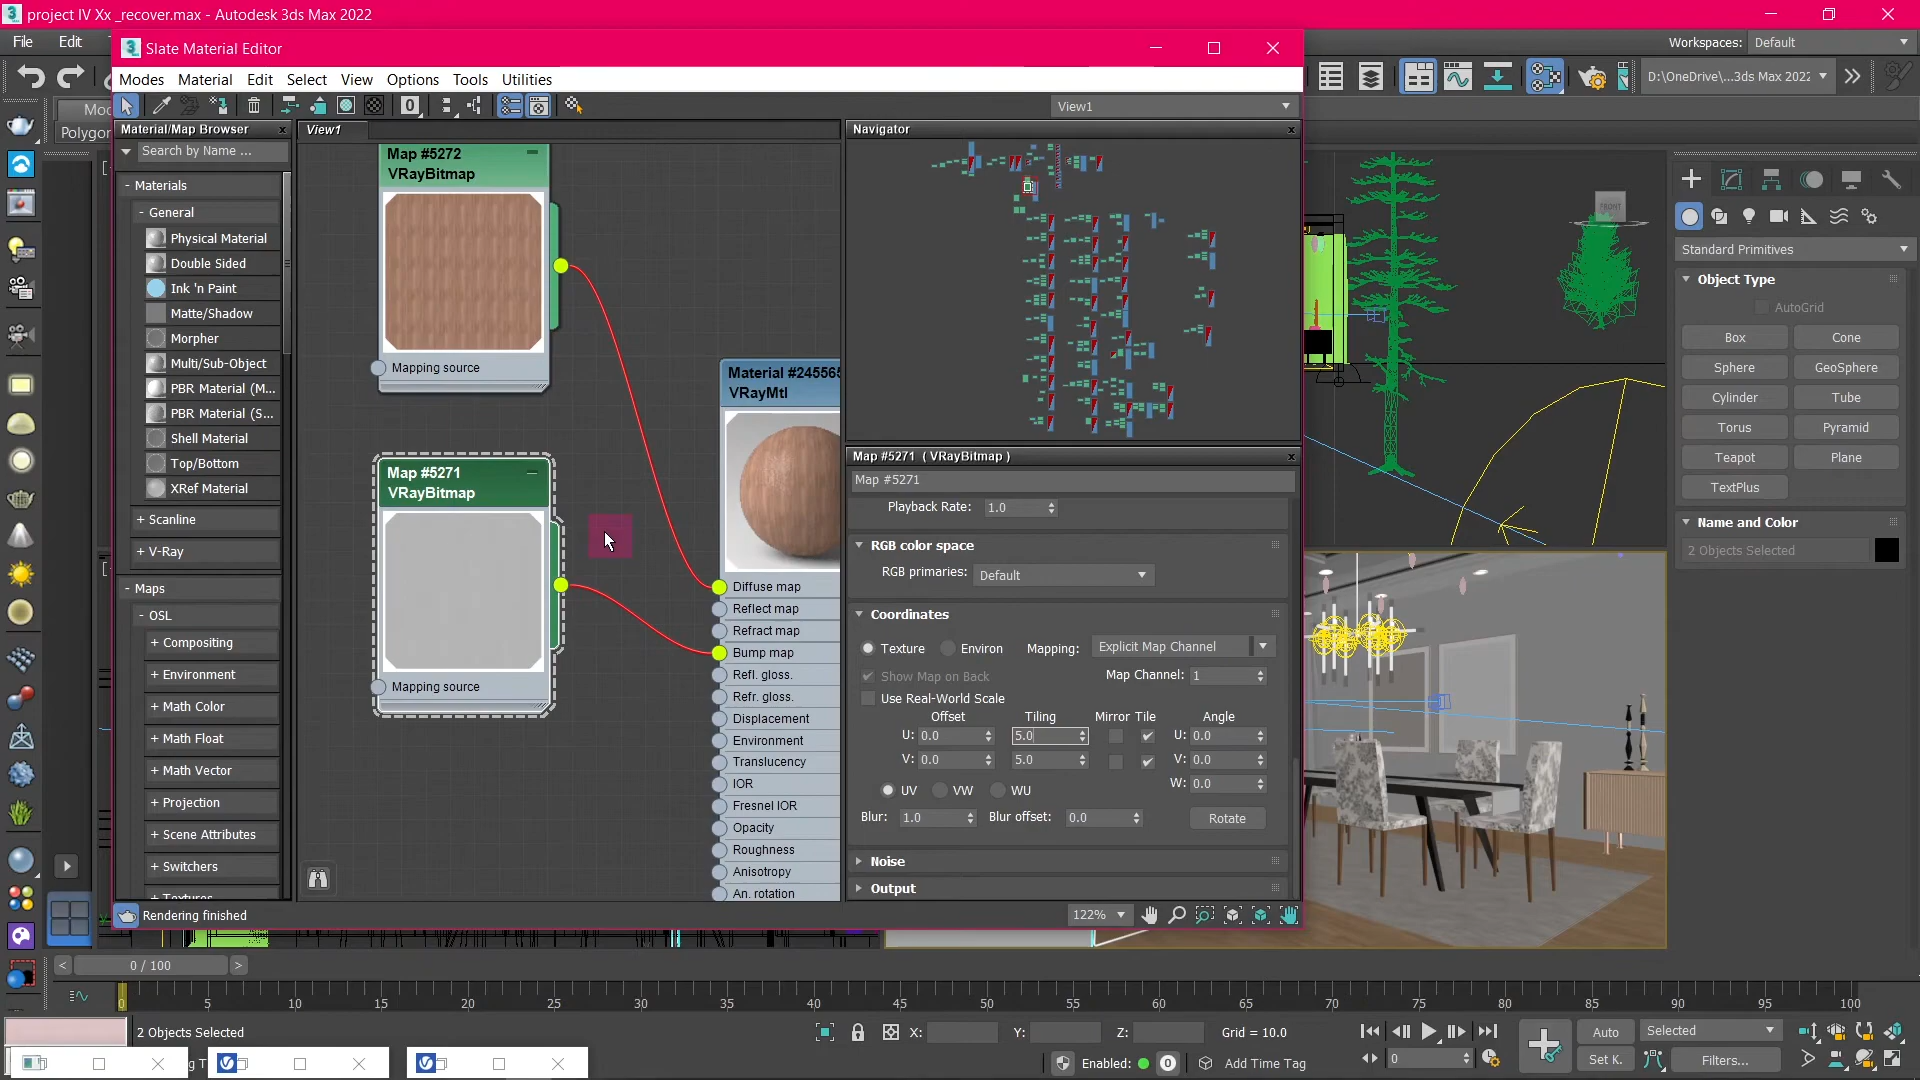 project IV Xx _recover.max - Autodesk 3ds Max 2022
File Edit
Workspaces: Default
D:\OneDrive\...3ds Max 2022
Slate Material Editor
Modes Material Edit Select View Options Tools Utilities
View1
Material/Map Browser
Search by Name ...
- Materials
- General
Physical Material
Double Sided
Ink 'n Paint
Matte/Shadow
Morpher
Multi/Sub-Object
PBR Material (M...
PBR Material (S...
Shell Material
Top/Bottom
XRef Material
+ Scanline
+ V-Ray
- Maps
- OSL
+ Compositing
+ Environment
+ Math Color
+ Math Float
+ Math Vector
+ Projection
+ Scene Attributes
+ Switchers
+ Textures
View1
Map #5272
VRayBitmap
Mapping source
Map #5271
VRayBitmap
Mapping source
Material #245565
VRayMtl
Diffuse map
Reflect map
Refract map
Bump map
Refl. gloss.
Refr. gloss.
Displacement
Environment
Translucency
IOR
Fresnel IOR
Opacity
Roughness
Anisotropy
An. rotation
Navigator
Map #5271 ( VRayBitmap )
Map #5271
Playback Rate: 1.0
RGB color space
RGB primaries: Default
Coordinates
Texture Environ Mapping: Explicit Map Channel
Show Map on Back Map Channel: 1
Use Real-World Scale
Offset Tiling Mirror Tile Angle
U: 0.0 5.0 U: 0.0
V: 0.0 5.0 V: 0.0
W: 0.0
UV VW WU
Blur: 1.0 Blur offset: 0.0 Rotate
Noise
Output
Rendering finished
122%
Mod
Polygon
FRONT
Standard Primitives
Object Type
AutoGrid
Box Cone
Sphere GeoSphere
Cylinder Tube
Torus Pyramid
Teapot Plane
TextPlus
Name and Color
2 Objects Selected
< 0 / 100 >
0 5 10 15 20 25 30 35 40 45 50 55 60 65 70 75 80 85 90 95 100
2 Objects Selected
X: Y: Z: Grid = 10.0
Auto Selected
Enabled: 0 Add Time Tag
0
Set K. Filters...